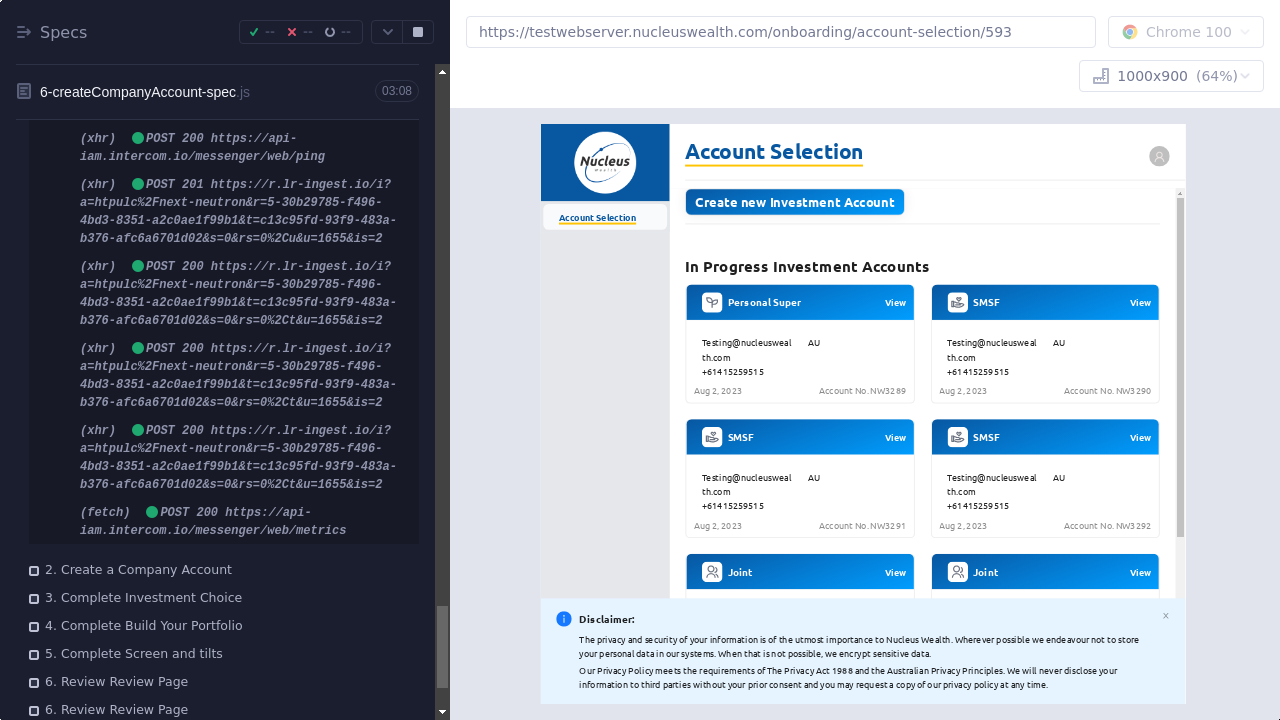 Specs
--
--
--
6-createCompanyAccount-spec.js
03:08
(xhr) POST 200 https://api-
iam.intercom.io/messenger/web/ping
(xhr) POST 201 https://r.lr-ingest.io/i?
a=htpulc%2Fnext-neutron&r=5-30b29785-f496-
4bd3-8351-a2c0ae1f99b1&t=c13c95fd-93f9-483a-
b376-afc6a6701d02&s=0&rs=0%2Cu&u=1655&is=2
(xhr) POST 200 https://r.lr-ingest.io/i?
a=htpulc%2Fnext-neutron&r=5-30b29785-f496-
4bd3-8351-a2c0ae1f99b1&t=c13c95fd-93f9-483a-
b376-afc6a6701d02&s=0&rs=0%2Ct&u=1655&is=2
(xhr) POST 200 https://r.lr-ingest.io/i?
a=htpulc%2Fnext-neutron&r=5-30b29785-f496-
4bd3-8351-a2c0ae1f99b1&t=c13c95fd-93f9-483a-
b376-afc6a6701d02&s=0&rs=0%2Ct&u=1655&is=2
(xhr) POST 200 https://r.lr-ingest.io/i?
a=htpulc%2Fnext-neutron&r=5-30b29785-f496-
4bd3-8351-a2c0ae1f99b1&t=c13c95fd-93f9-483a-
b376-afc6a6701d02&s=0&rs=0%2Ct&u=1655&is=2
(fetch) POST 200 https://api-
iam.intercom.io/messenger/web/metrics
2. Create a Company Account
3. Complete Investment Choice
4. Complete Build Your Portfolio
5. Complete Screen and tilts
6. Review Review Page
6. Review Review Page
https://testwebserver.nucleuswealth.com/onboarding/account-selection/593
Chrome 100
1000x900 (64%)
Nucleus
Wealth
Account Selection
Account Selection
Create new Investment Account
In Progress Investment Accounts
Personal Super View
Testing@nucleusweal AU
th.com
+61415259515
Aug 2, 2023 Account No. NW3289
SMSF View
Testing@nucleusweal AU
th.com
+61415259515
Aug 2, 2023 Account No. NW3290
SMSF View
Testing@nucleusweal AU
th.com
+61415259515
Aug 2, 2023 Account No. NW3291
SMSF View
Testing@nucleusweal AU
th.com
+61415259515
Aug 2, 2023 Account No. NW3292
Joint View
Joint View
Disclaimer:
The privacy and security of your information is of the utmost importance to Nucleus Wealth. Wherever possible we endeavour not to store
your personal data in our systems. When that is not possible, we encrypt sensitive data.
Our Privacy Policy meets the requirements of The Privacy Act 1988 and the Australian Privacy Principles. We will never disclose your
information to third parties without your prior consent and you may request a copy of our privacy policy at any time.